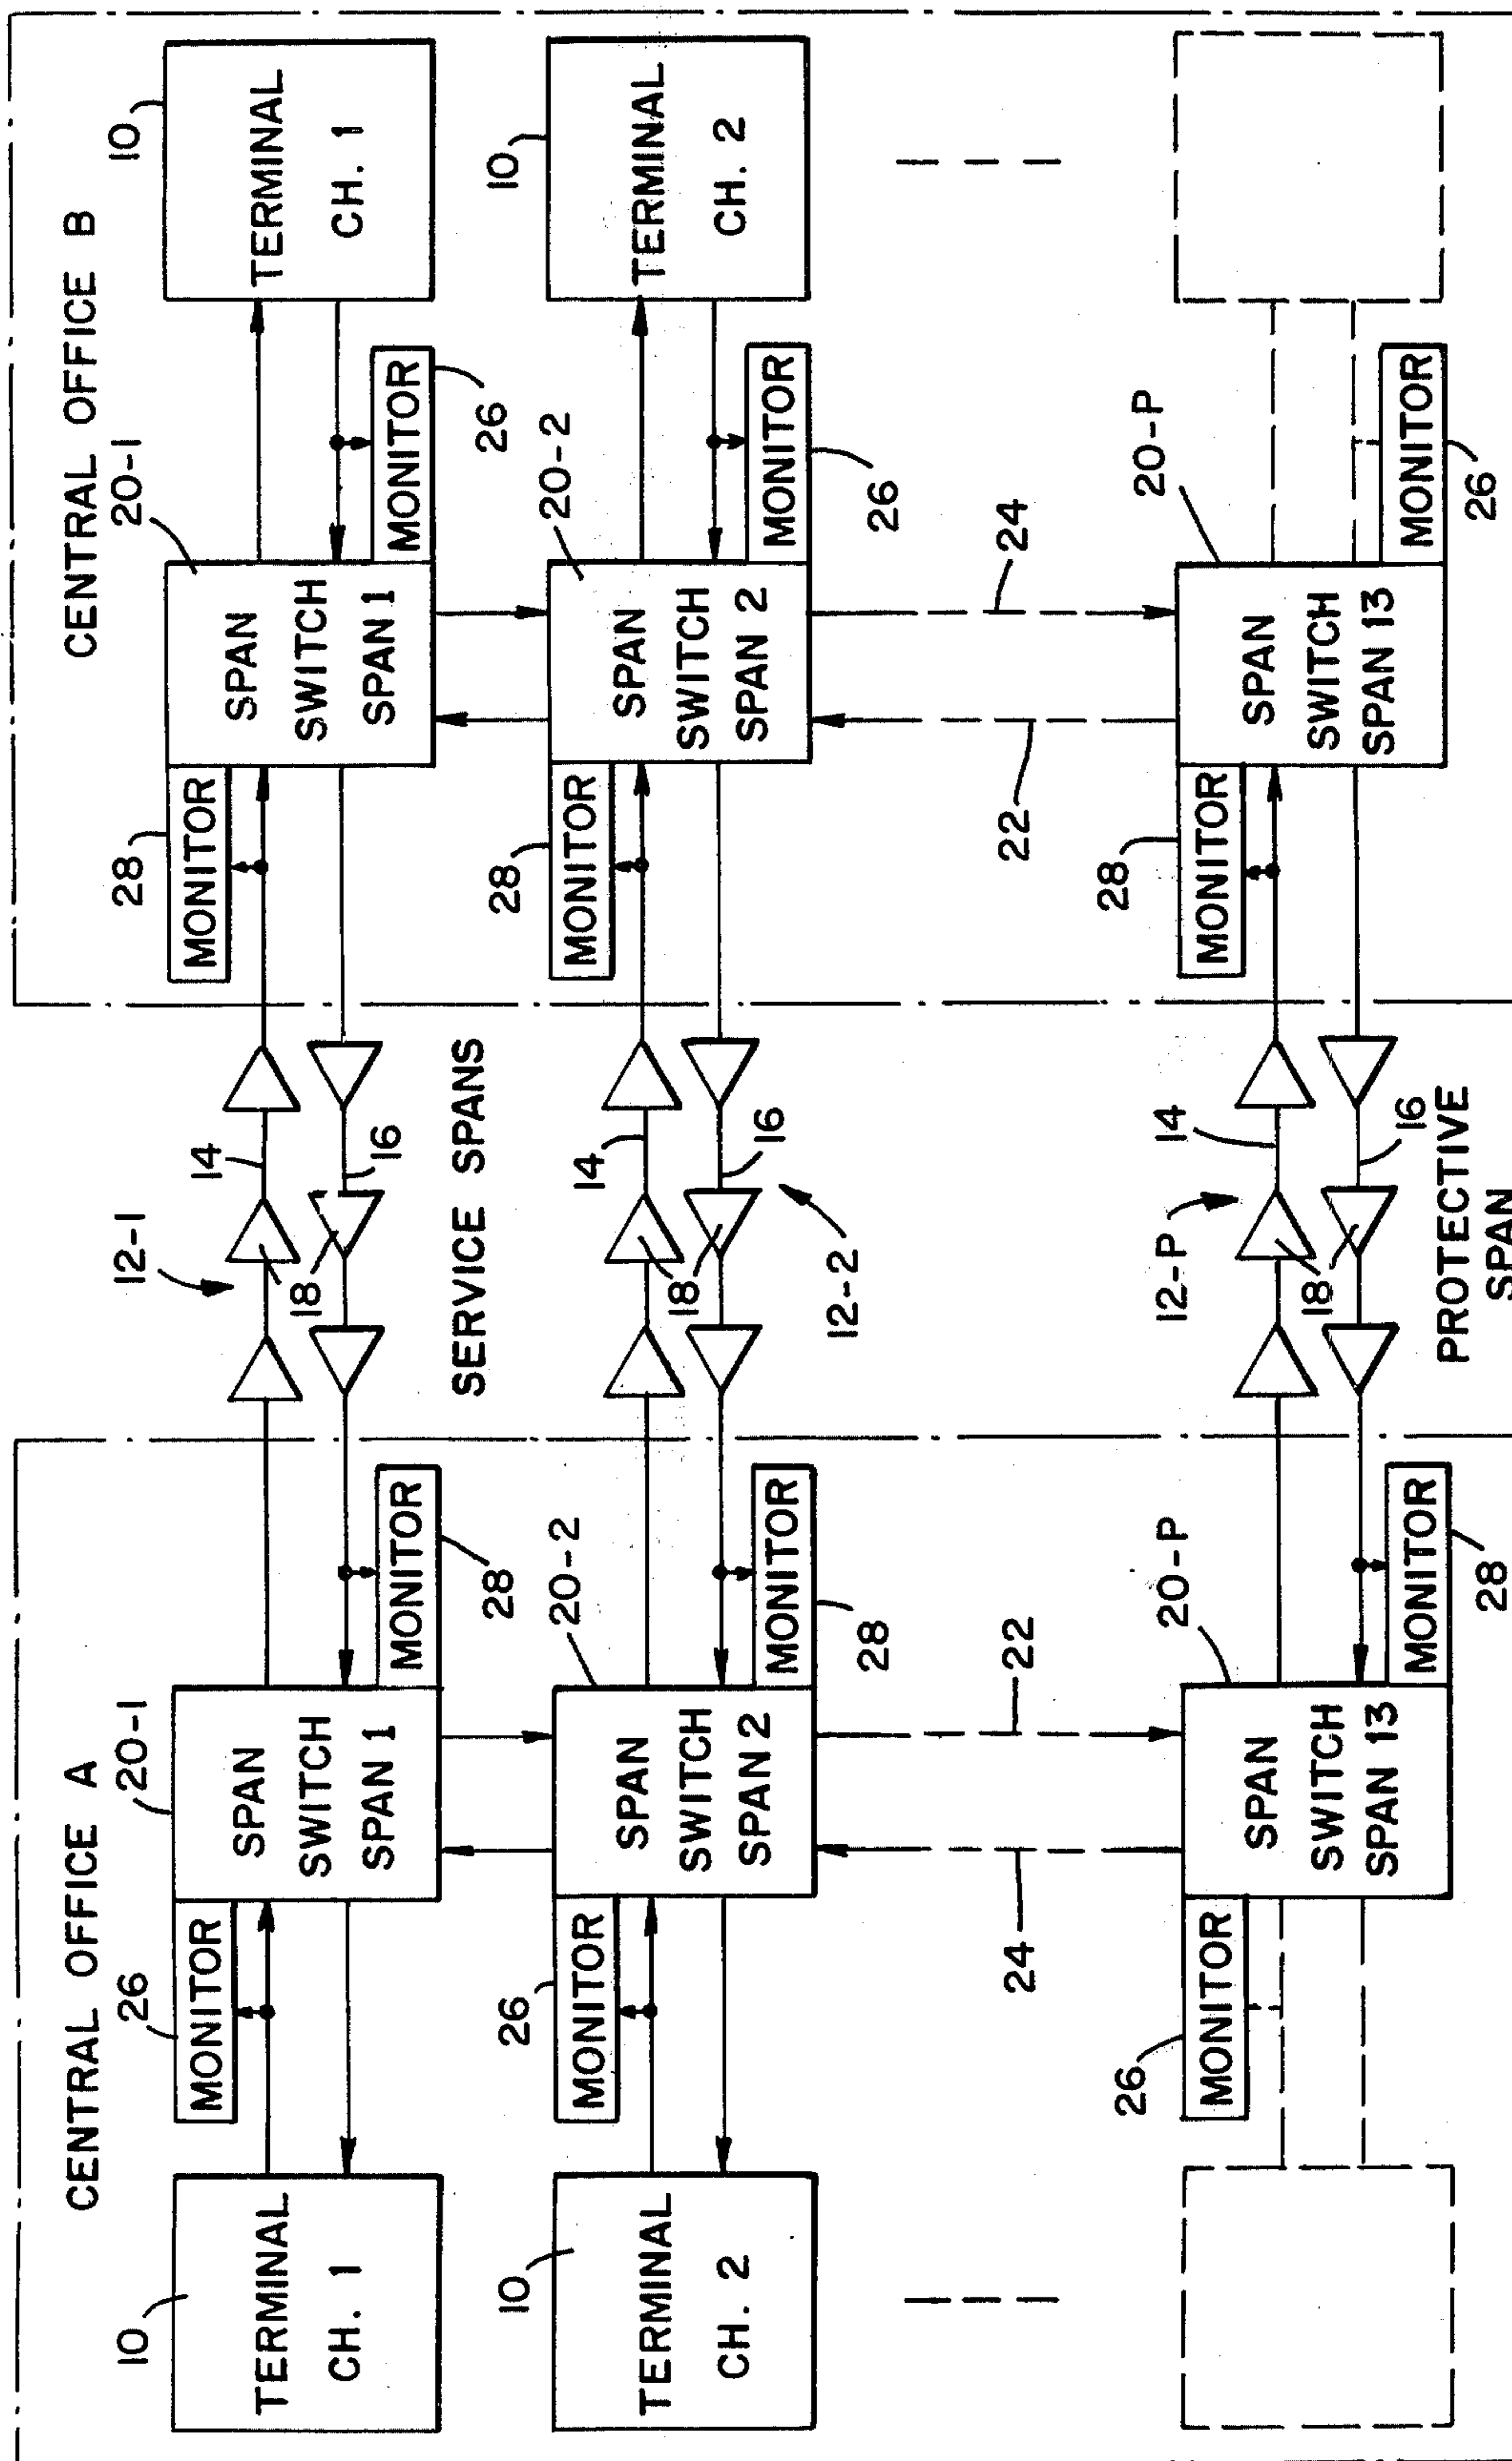 CENTRAL OFFICE A
CENTRAL OFFICE B
10
TERMINAL
CH. 1
26
MONITOR
20-1
SPAN
SWITCH
SPAN 1
MONITOR
28
12-1
14
18
16
SERVICE SPANS
28
MONITOR
20-1
SPAN
SWITCH
SPAN 1
MONITOR
26
10
TERMINAL
CH. 1
10
TERMINAL
CH. 2
26
MONITOR
20-2
SPAN
SWITCH
SPAN 2
MONITOR
28
14
18
16
12-2
28
MONITOR
20-2
SPAN
SWITCH
SPAN 2
MONITOR
26
10
TERMINAL
CH. 2
24
22
22
24
26
MONITOR
20-P
SPAN
SWITCH
SPAN 13
MONITOR
28
12-P
14
18
16
PROTECTIVE
SPAN
28
MONITOR
20-P
SPAN
SWITCH
SPAN 13
MONITOR
26